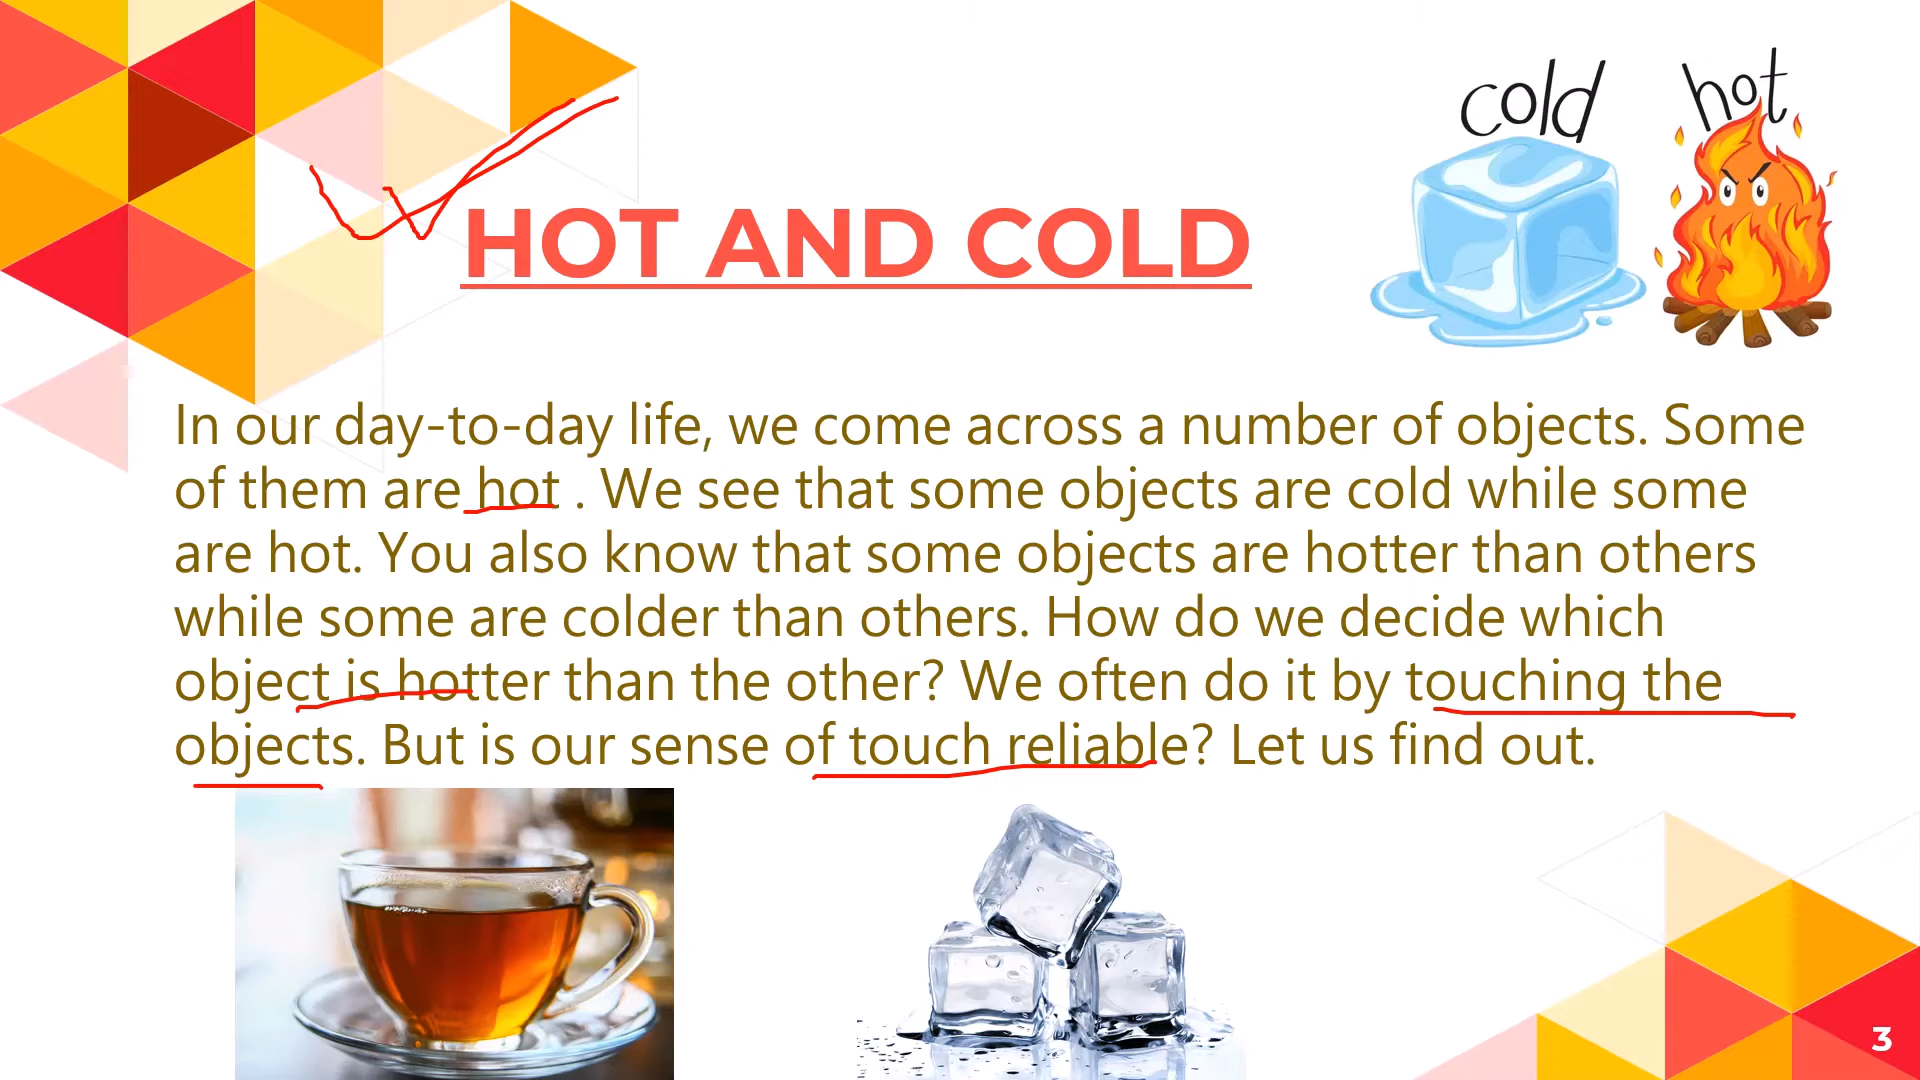 cold hot
HOT AND COLD
In our day-to-day life, we come across a number of objects. Some
of them are hot . We see that some objects are cold while some
are hot. You also know that some objects are hotter than others
while some are colder than others. How do we decide which
object is hotter than the other? We often do it by touching the
objects. But is our sense of touch reliable? Let us find out.
3